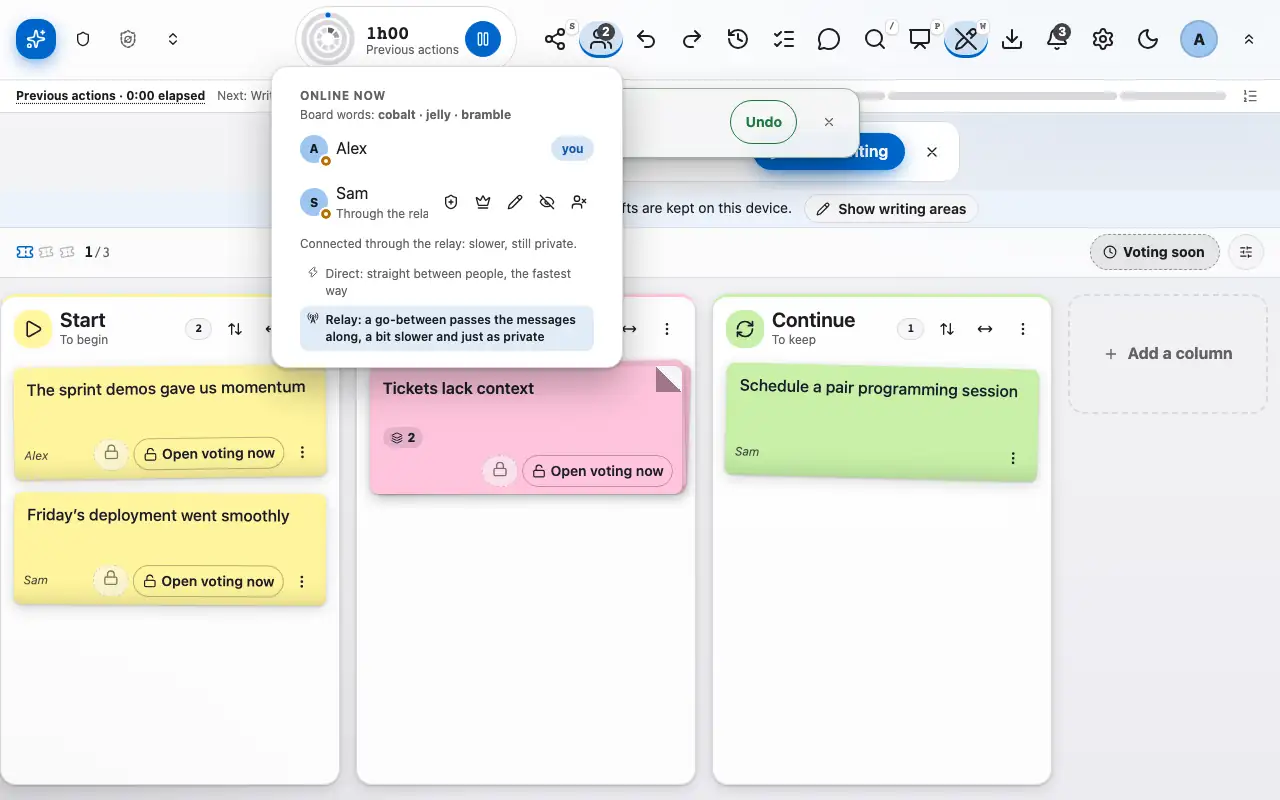 1h00
Previous actions
S
2
/
P
W
3
A
Previous actions · 0:00 elapsed
Next:
ONLINE NOW
Board words: cobalt · jelly · bramble
A
Alex
you
S
Sam
Through the
Connected through the relay: slower, still private.
Direct: straight between people, the fastest
way
Relay: a go-between passes the messages
along, a bit slower and just as private
Undo
are kept on this device.
Show writing areas
1/3
Voting soon
Start
To begin
2
The sprint demos gave us momentum
Alex
Open voting now
Friday’s deployment went smoothly
Sam
Open voting now
Tickets lack context
2
Open voting now
Continue
To keep
1
Schedule a pair programming session
Sam
Add a column